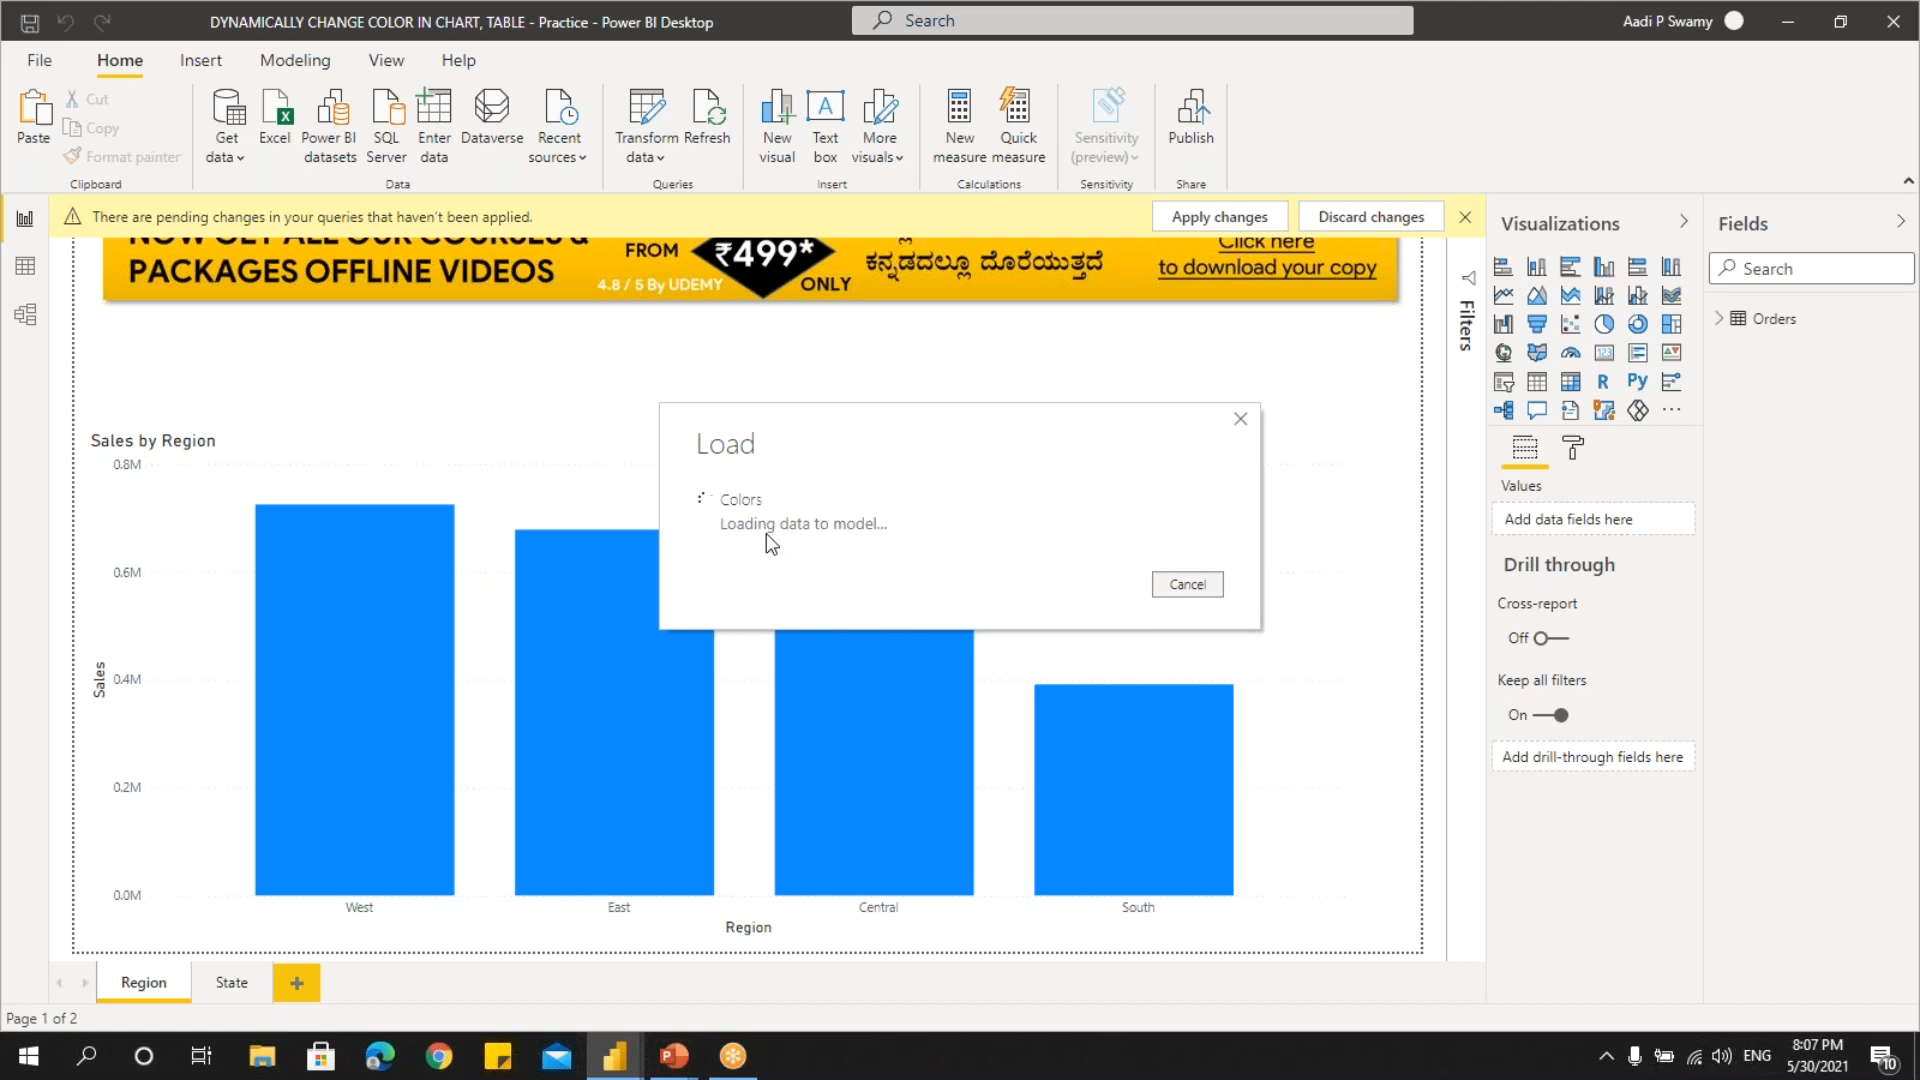 DYNAMICALLY CHANGE COLOR IN CHART, TABLE - Practice - Power BI Desktop
Search
Aadi P Swamy
File
Home
Insert
Modeling
View
Help
Paste
Cut
Copy
Format painter
Clipboard
Get
data
Excel
Power BI
datasets
SQL
Server
Enter
data
Dataverse
Recent
sources
Data
Transform
data
Refresh
Queries
New
visual
Text
box
More
visuals
Insert
New
measure
Quick
measure
Calculations
Sensitivity
(preview)
Sensitivity
Publish
Share
There are pending changes in your queries that haven't been applied.
Apply changes
Discard changes
NOW GET ALL OUR COURSES &
PACKAGES OFFLINE VIDEOS
FROM
₹499*
ONLY
4.8 / 5 By UDEMY
ಕನ್ನಡದಲ್ಲೂ ದೊರೆಯುತ್ತದೆ
Click here
to download your copy
Sales by Region
0.8M
0.6M
0.4M
0.2M
0.0M
Sales
West
East
Central
South
Region
Load
Colors
Loading data to model...
Cancel
Filters
Visualizations
R
Py
Values
Add data fields here
Drill through
Cross-report
Off
Keep all filters
On
Add drill-through fields here
Fields
Search
Orders
Region
State
Page 1 of 2
ENG
8:07 PM
5/30/2021
10